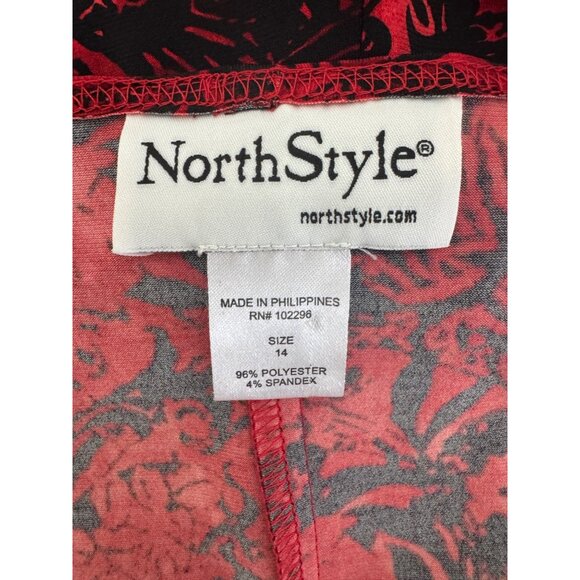 NorthStyle®
northstyle.com
MADE IN PHILIPPINES
RN# 102296
SIZE
14
96% POLYESTER
4% SPANDEX